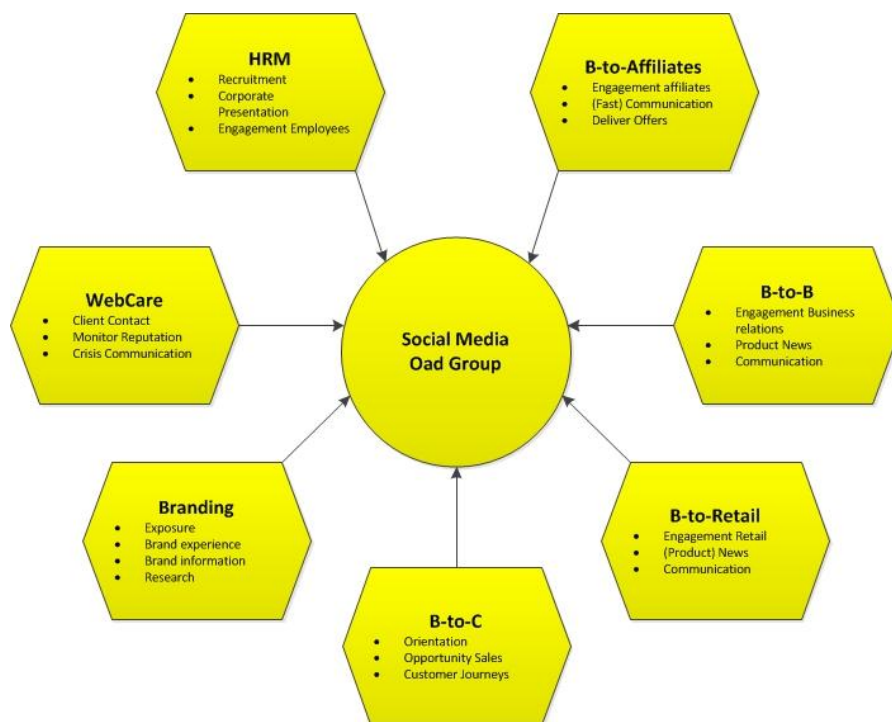 HRM
Recruitment
Corporate
Presentation
Engagement Employees
B-to-Affiliates
Engagement affiliates
(Fast) Communication
Deliver Offers
WebCare
Client Contact
Monitor Reputation
Crisis Communication
Social Media
Oad Group
B-to-B
Engagement Business
relations
Product News
Communication
Branding
Exposure
Brand experience
Brand information
Research
B-to-Retail
Engagement Retail
(Product) News
Communication
B-to-C
Orientation
Opportunity Sales
Customer Journeys